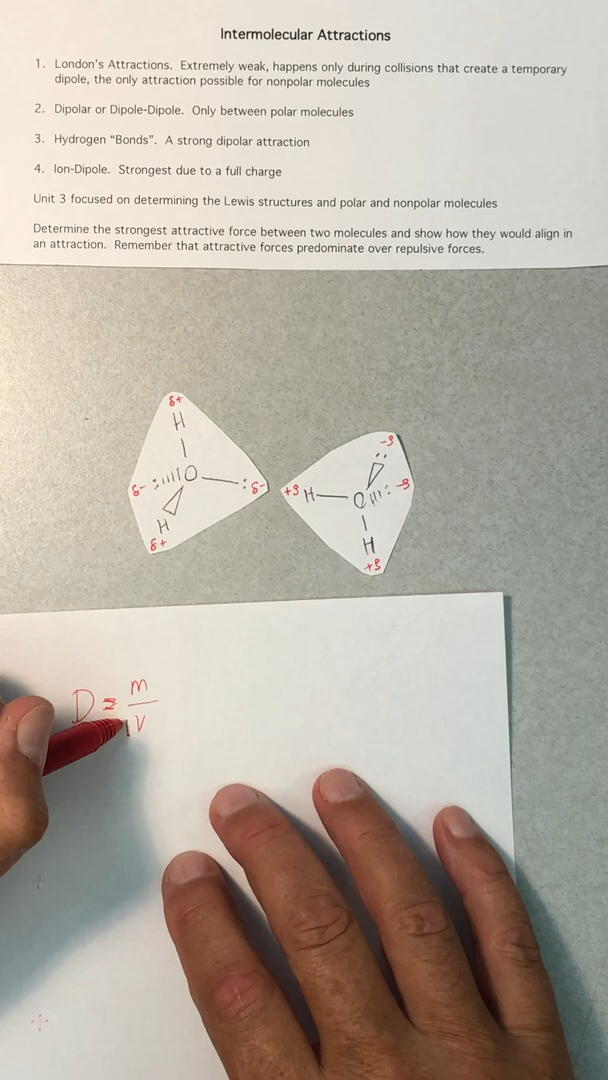 Intermolecular Attractions
1. London's Attractions. Extremely weak, happens only during collisions that create a temporary
dipole, the only attraction possible for nonpolar molecules
2. Dipolar or Dipole-Dipole. Only between polar molecules
3. Hydrogen "Bonds". A strong dipolar attraction
4. Ion-Dipole. Strongest due to a full charge
Unit 3 focused on determining the Lewis structures and polar and nonpolar molecules
Determine the strongest attractive force between two molecules and show how they would align in
an attraction. Remember that attractive forces predominate over repulsive forces.
δ+
H
δ- : O : δ-
H
δ+
δ-
..
δ+ H O : δ-
H
δ+
D = m
V